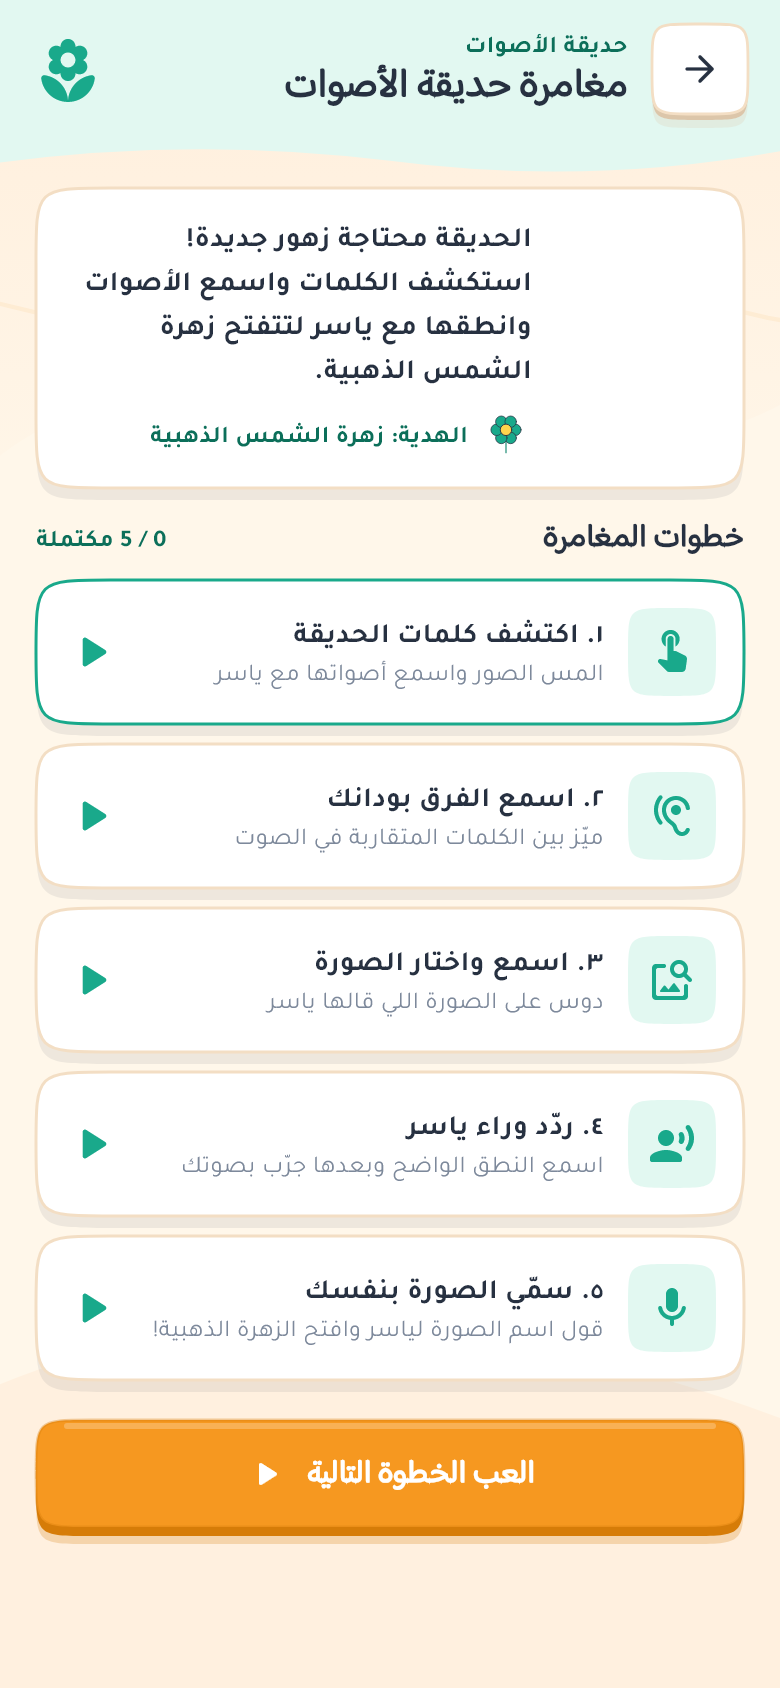 حديقة الأصوات
مغامرة حديقة الأصوات
الحديقة محتاجة زهور جديدة!
استكشف الكلمات واسمع الأصوات
وانطقها مع ياسر لتتفتح زهرة
الشمس الذهبية.
الهدية: زهرة الشمس الذهبية
خطوات المغامرة
0 / 5 مكتملة
١. اكتشف كلمات الحديقة
المس الصور واسمع أصواتها مع ياسر
٢. اسمع الفرق بودانك
ميّز بين الكلمات المتقاربة في الصوت
٣. اسمع واختار الصورة
دوس على الصورة اللي قالها ياسر
٤. ردّد وراء ياسر
اسمع النطق الواضح وبعدها جرّب بصوتك
٥. سمّي الصورة بنفسك
قول اسم الصورة لياسر وافتح الزهرة الذهبية!
العب الخطوة التالية